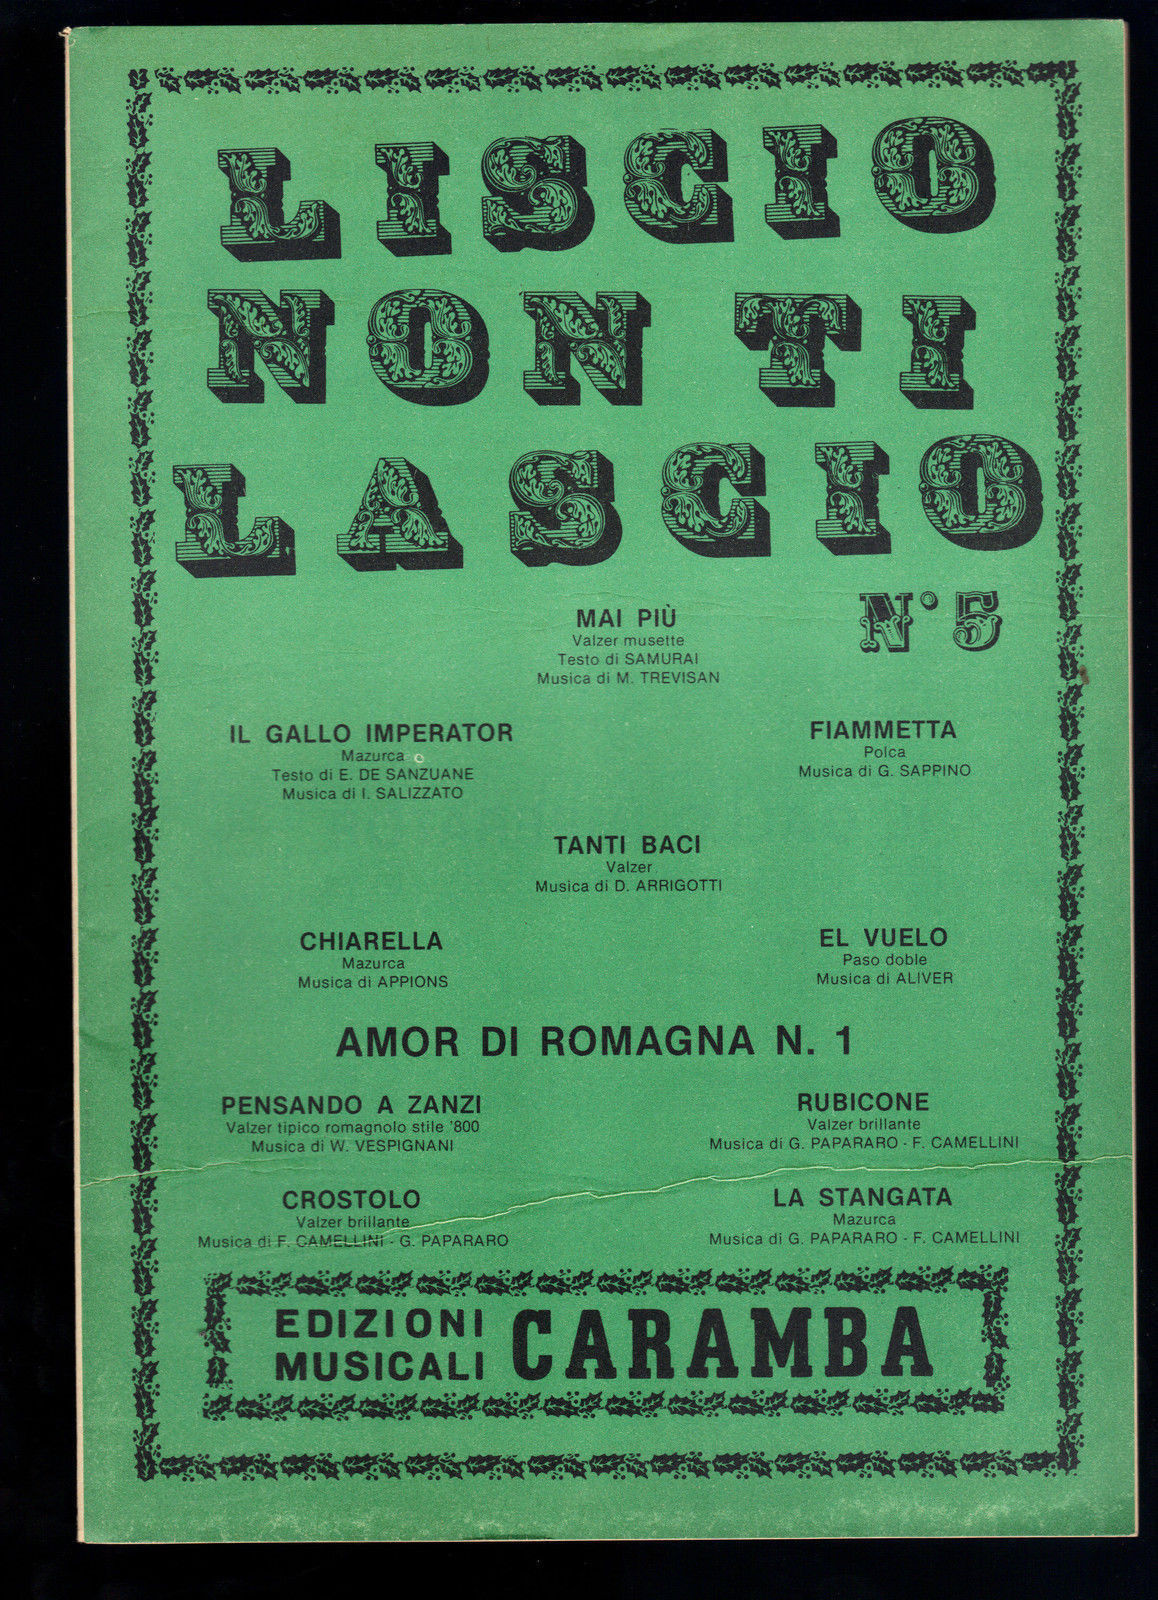 LISCIO
NON TI
LASCIO
N° 5
MAI PIÙ
Valzer musette
Testo di SAMURAI
Musica di M. TREVISAN
IL GALLO IMPERATOR
Mazurca
Testo di E. DE SANZUANE
Musica di I. SALIZZATO
FIAMMETTA
Polca
Musica di G. SAPPINO
TANTI BACI
Valzer
Musica di D. ARRIGOTTI
CHIARELLA
Mazurca
Musica di APPIONS
EL VUELO
Paso doble
Musica di ALIVER
AMOR DI ROMAGNA N. 1
PENSANDO A ZANZI
Valzer tipico romagnolo stile '800
Musica di W. VESPIGNANI
RUBICONE
Valzer brillante
Musica di G. PAPARARO - F. CAMELLINI
CROSTOLO
Valzer brillante
Musica di F. CAMELLINI - G. PAPARARO
LA STANGATA
Mazurca
Musica di G. PAPARARO - F. CAMELLINI
EDIZIONI
MUSICALI
CARAMBA